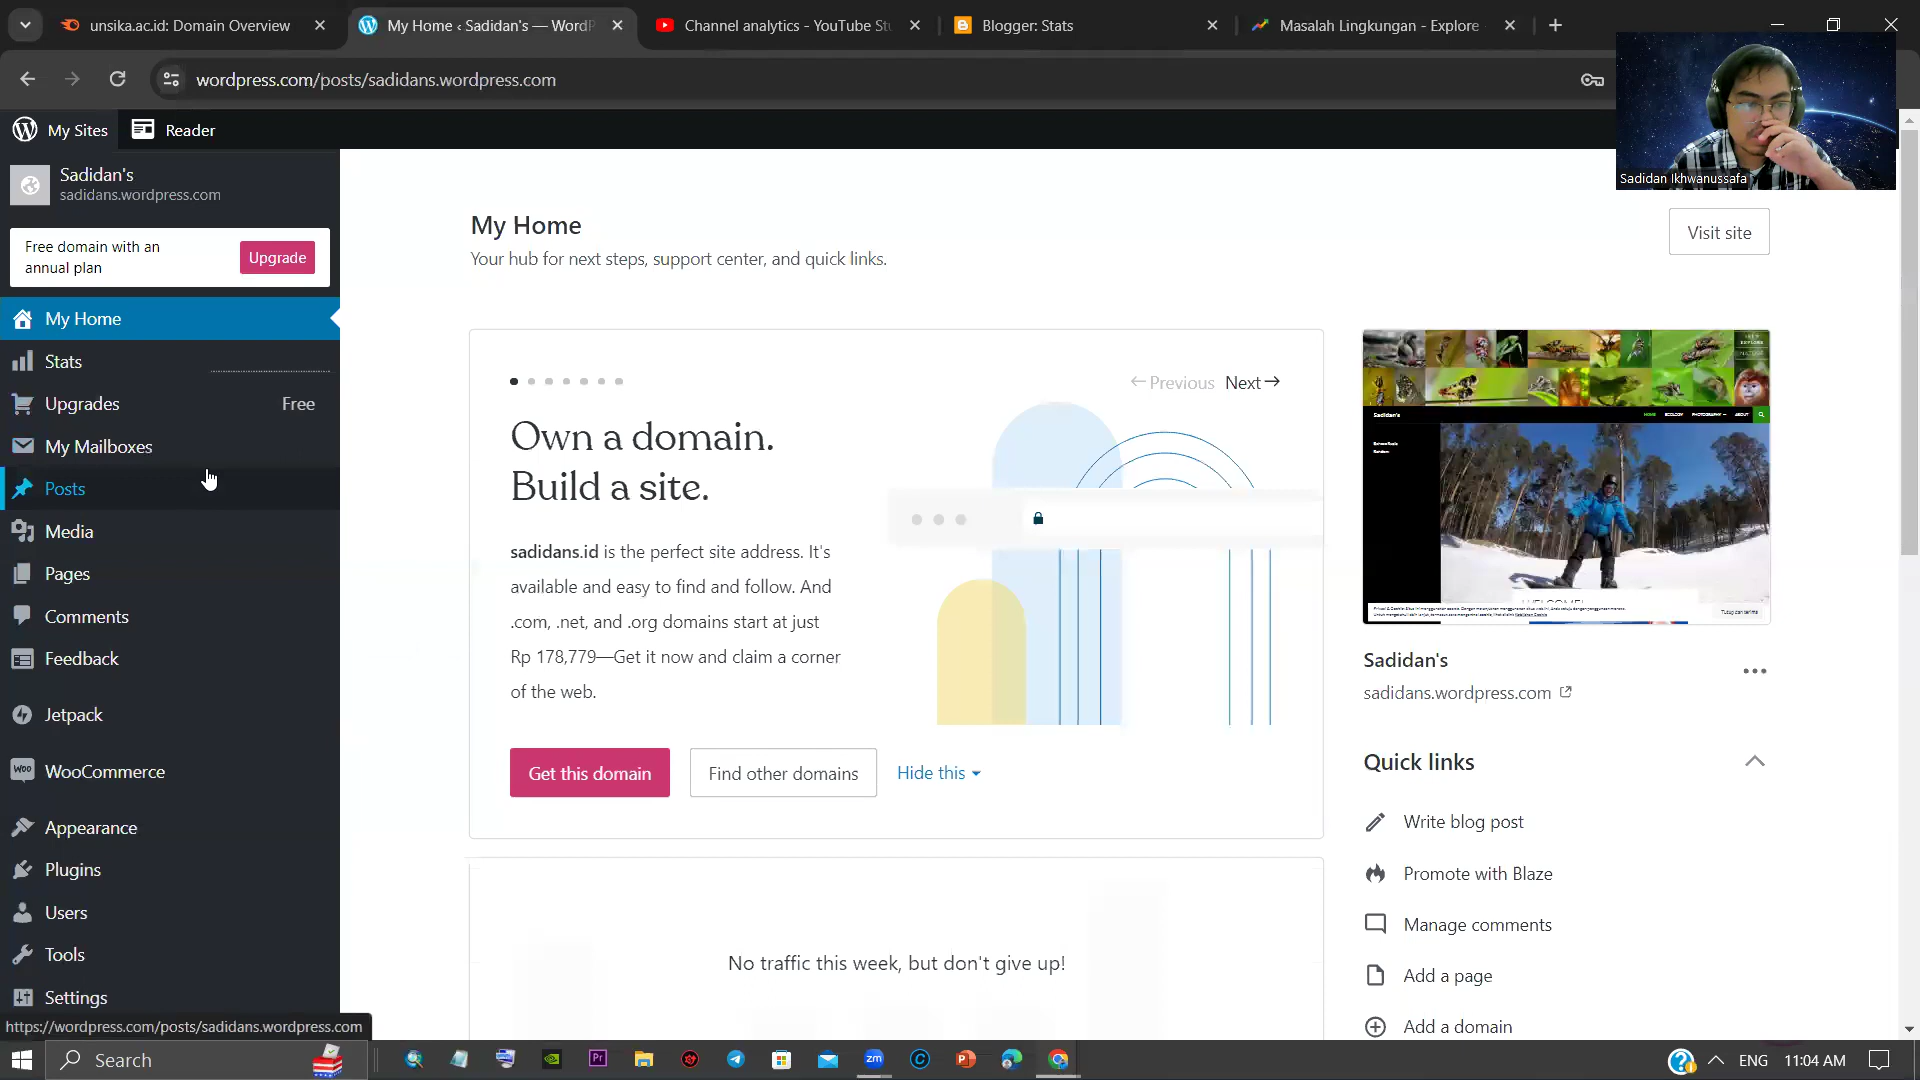 unsika.ac.id: Domain Overview
My Home ‹ Sadidan's — WordP
Channel analytics - YouTube Stu
Blogger: Stats
Masalah Lingkungan - Explore
wordpress.com/posts/sadidans.wordpress.com
My Sites
Reader
Sadidan Ikhwanussafa
Sadidan's
sadidans.wordpress.com
Free domain with an
annual plan
Upgrade
My Home
Stats
Upgrades
Free
My Mailboxes
Posts
Media
Pages
Comments
Feedback
Jetpack
WooCommerce
Appearance
Plugins
Users
Tools
Settings
https://wordpress.com/posts/sadidans.wordpress.com
My Home
Your hub for next steps, support center, and quick links.
Visit site
Previous
Next
Own a domain.
Build a site.
sadidans.id is the perfect site address. It's
available and easy to find and follow. And
.com, .net, and .org domains start at just
Rp 178,779—Get it now and claim a corner
of the web.
Get this domain
Find other domains
Hide this
No traffic this week, but don't give up!
Sadidan's
HOME
ECOLOGY
PHOTOGRAPHY
ABOUT
Sadidan's
sadidans.wordpress.com
Quick links
Write blog post
Promote with Blaze
Manage comments
Add a page
Add a domain
Search
Pr
zm
ENG
11:04 AM